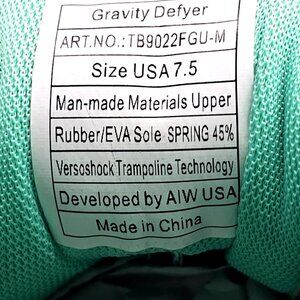 Gravity Defyer
ART.NO.:TB9022FGU-M
Size USA 7.5
Man-made Materials Upper
Rubber/EVA Sole SPRING 45%
Versoshock Trampoline Technology
Developed by AIW USA
Made in China